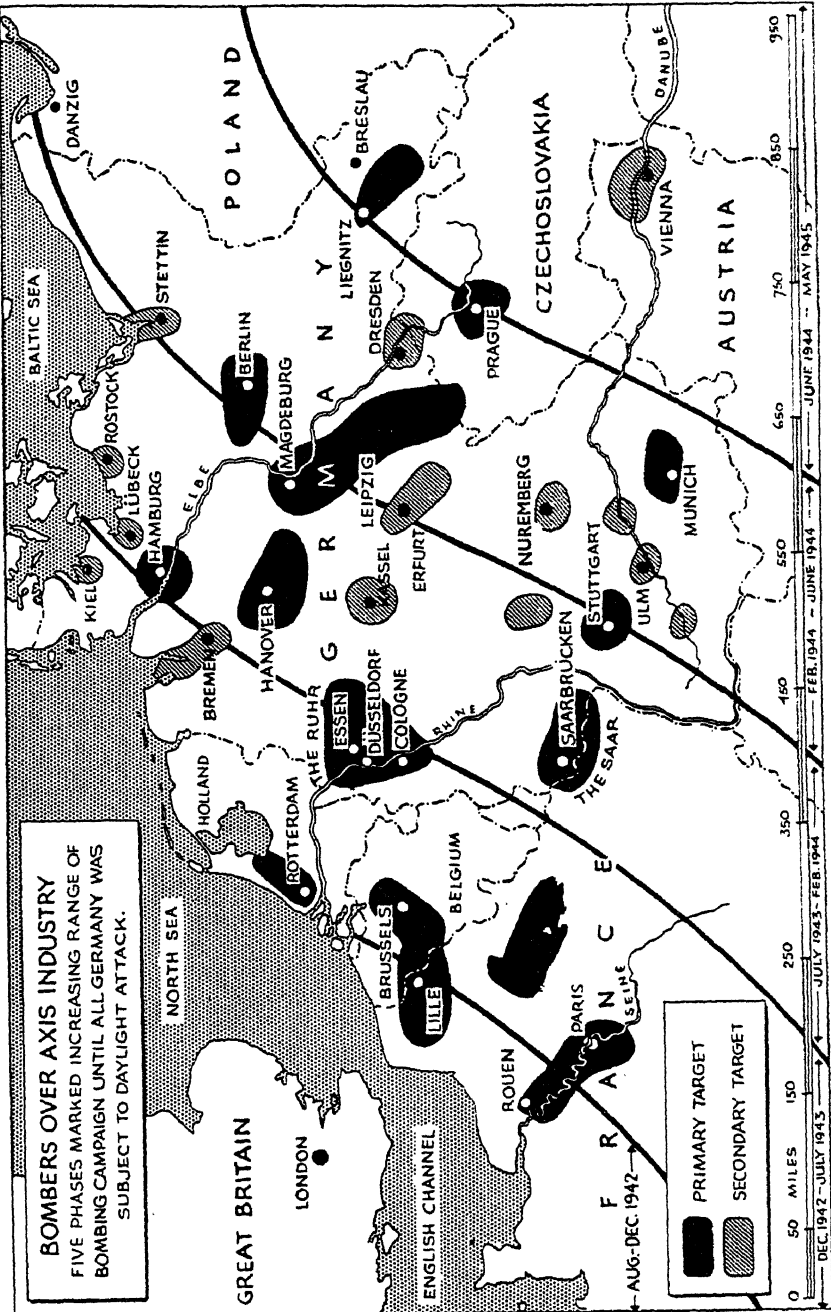 BOMBERS OVER AXIS INDUSTRY
FIVE PHASES MARKED INCREASING RANGE OF
BOMBING CAMPAIGN UNTIL ALL GERMANY WAS
SUBJECT TO DAYLIGHT ATTACK.
BALTIC SEA
DANZIG
STETTIN
ROSTOCK
LÜBECK
KIEL
HAMBURG
ELBE
POLAND
NORTH SEA
BREMEN
BERLIN
HANOVER
MAGDEBURG
BRESLAU
LIEGNITZ
GERMANY
HOLLAND
GREAT BRITAIN
LONDON
ROTTERDAM
THE RUHR
ESSEN
DÜSSELDORF
COLOGNE
KASSEL
LEIPZIG
ERFURT
DRESDEN
PRAGUE
CZECHOSLOVAKIA
RHINE
BRUSSELS
LILLE
BELGIUM
ENGLISH CHANNEL
NUREMBERG
SAARBRUCKEN
THE SAAR
STUTTGART
ULM
MUNICH
VIENNA
DANUBE
AUSTRIA
ROUEN
PARIS
SEINE
FRANCE
AUG-DEC. 1942
PRIMARY TARGET
SECONDARY TARGET
0 50 MILES 150 250 350 450 550 650 750 850 950
DEC. 1942-JULY 1943
JULY 1943-FEB. 1944
FEB. 1944 - JUNE 1944
JUNE 1944 -- MAY 1945